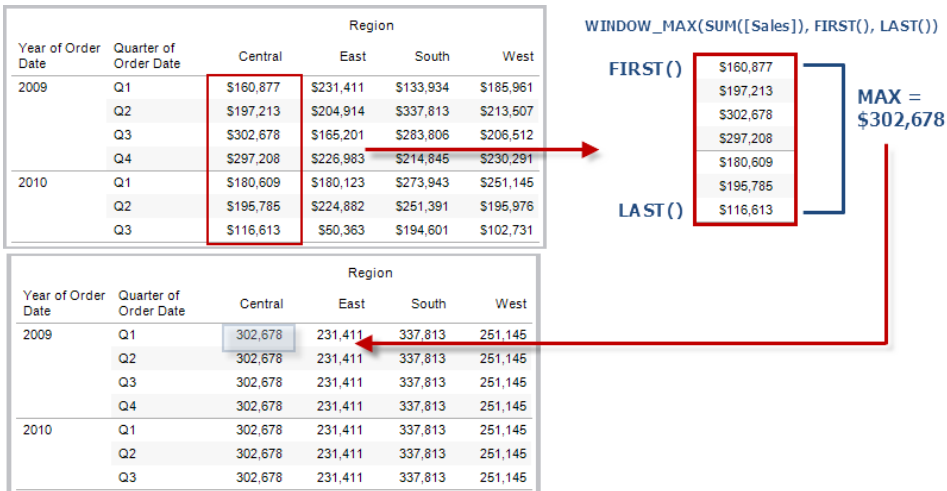 Region
Year of Order Date Quarter of Order Date Central East South West
2009 Q1 $160,877 $231,411 $133,934 $185,961
Q2 $197,213 $204,914 $337,813 $213,507
Q3 $302,678 $165,201 $283,806 $206,512
Q4 $297,208 $226,983 $214,845 $230,291
2010 Q1 $180,609 $180,123 $273,943 $251,145
Q2 $195,785 $224,882 $251,391 $195,976
Q3 $116,613 $50,363 $194,601 $102,731
WINDOW_MAX(SUM([Sales]), FIRST(), LAST())
FIRST() $160,877
$197,213
$302,678
$297,208
$180,609
$195,785
LAST() $116,613
MAX =
$302,678
Region
Year of Order Date Quarter of Order Date Central East South West
2009 Q1 302,678 231,411 337,813 251,145
Q2 302,678 231,411 337,813 251,145
Q3 302,678 231,411 337,813 251,145
Q4 302,678 231,411 337,813 251,145
2010 Q1 302,678 231,411 337,813 251,145
Q2 302,678 231,411 337,813 251,145
Q3 302,678 231,411 337,813 251,145